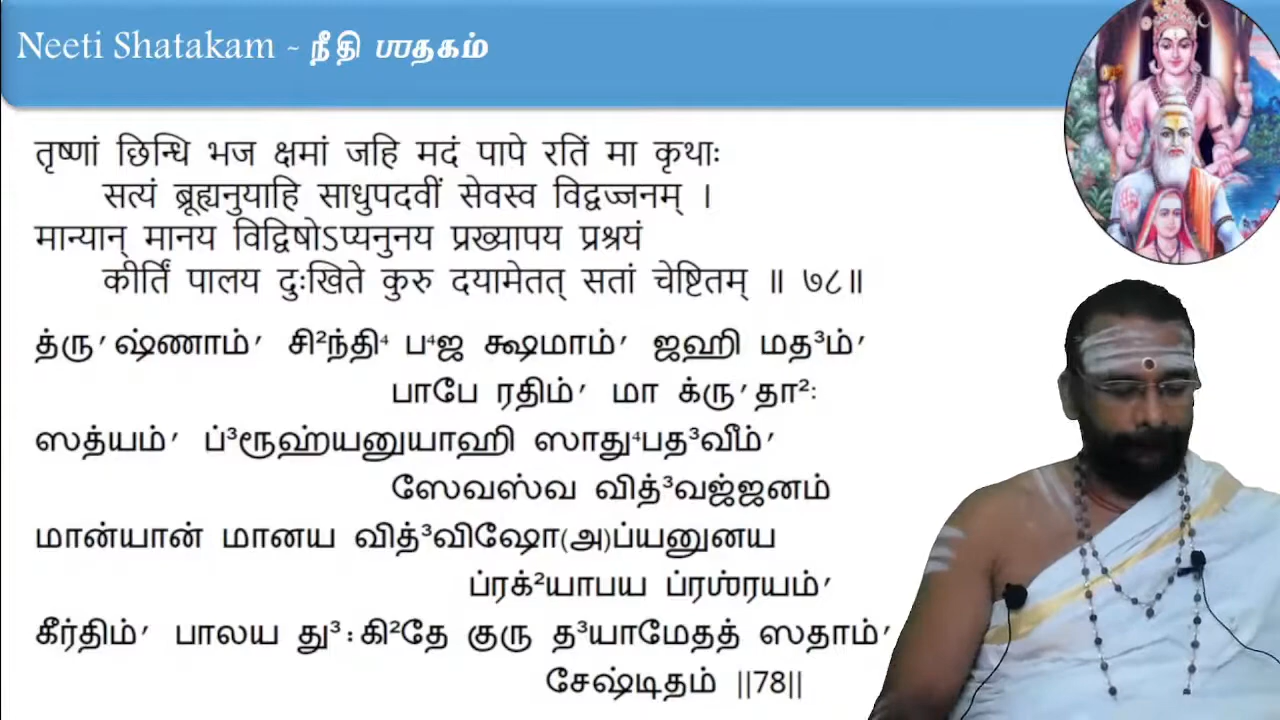 Neeti Shatakam - நீதி ஶதகம்
तृष्णां छिन्धि भज क्षमां जहि मदं पापे रतिं मा कृथाः
सत्यं ब्रूह्यनुयाहि साधुपदवीं सेवस्व विद्वज्जनम् ।
मान्यान् मानय विद्विषोऽप्यनुनय प्रख्यापय प्रश्रयं
कीर्तिं पालय दुःखिते कुरु दयामेतत् सतां चेष्टितम् ॥ ७८॥
த்ரு’ஷ்ணாம்’ சி²ந்தி⁴ ப⁴ஜ க்ஷமாம்’ ஜஹி மத³ம்’
பாபே ரதிம்’ மா க்ரு’தா²꞉
ஸத்யம்’ ப்³ரூஹ்யனுயாஹி ஸாது⁴பத³வீம்’
ஸேவஸ்வ வித்³வஜ்ஜனம்
மான்யான் மானய வித்³விஷோ(அ)ப்யனுனய
ப்ரக்²யாபய ப்ரஶ்ரயம்’
கீர்திம்’ பாலய து³꞉கி²தே குரு த³யாமேதத் ஸதாம்’
சேஷ்டிதம் ||78||